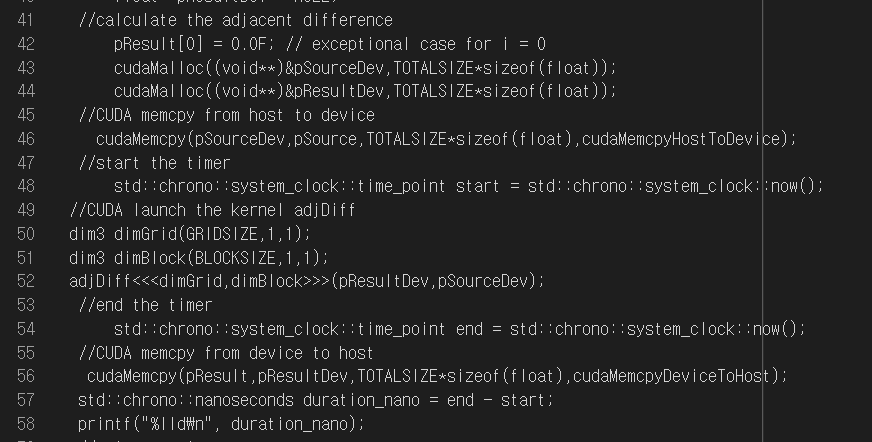 41 //calculate the adjacent difference
42 pResult[0] = 0.0F; // exceptional case for i = 0
43 cudaMalloc((void**)&pSourceDev,TOTALSIZE*sizeof(float));
44 cudaMalloc((void**)&pResultDev,TOTALSIZE*sizeof(float));
45 //CUDA memcpy from host to device
46 cudaMemcpy(pSourceDev,pSource,TOTALSIZE*sizeof(float),cudaMemcpyHostToDevice);
47 //start the timer
48 std::chrono::system_clock::time_point start = std::chrono::system_clock::now();
49 //CUDA launch the kernel adjDiff
50 dim3 dimGrid(GRIDSIZE,1,1);
51 dim3 dimBlock(BLOCKSIZE,1,1);
52 adjDiff<<<dimGrid,dimBlock>>>(pResultDev,pSourceDev);
53 //end the timer
54 std::chrono::system_clock::time_point end = std::chrono::system_clock::now();
55 //CUDA memcpy from device to host
56 cudaMemcpy(pResult,pResultDev,TOTALSIZE*sizeof(float),cudaMemcpyDeviceToHost);
57 std::chrono::nanoseconds duration_nano = end - start;
58 printf("%lld₩n", duration_nano);